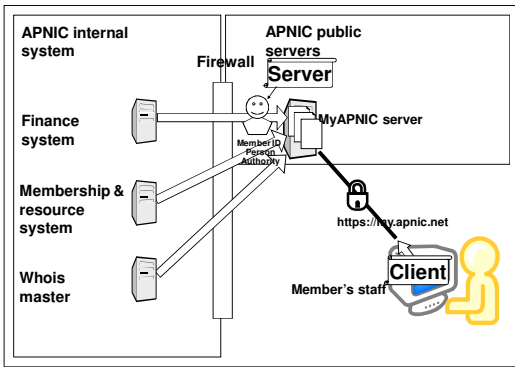 APNIC internal
system
APNIC public
servers
Firewall
Server
Finance
system
MyAPNIC server
Member ID
Person
Authority
Membership &
resource
system
https://my.apnic.net
Whois
master
Client
Member's staff